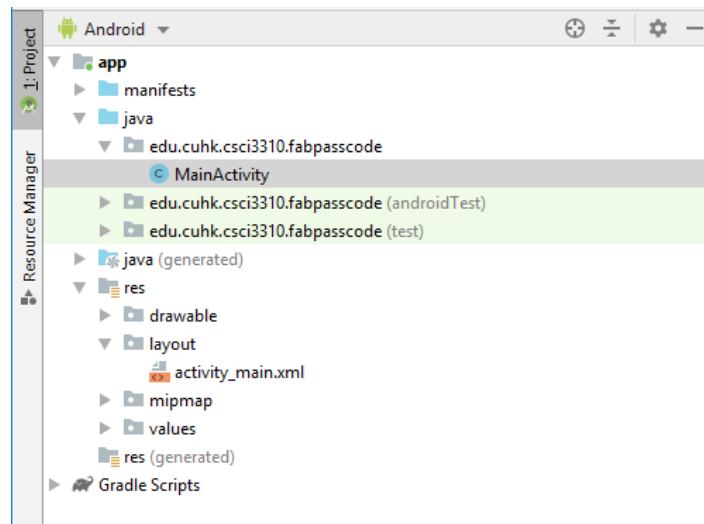 1: Project
Resource Manager
Android
app
manifests
java
edu.cuhk.csci3310.fabpasscode
C MainActivity
edu.cuhk.csci3310.fabpasscode (androidTest)
edu.cuhk.csci3310.fabpasscode (test)
java (generated)
res
drawable
layout
activity_main.xml
mipmap
values
res (generated)
Gradle Scripts